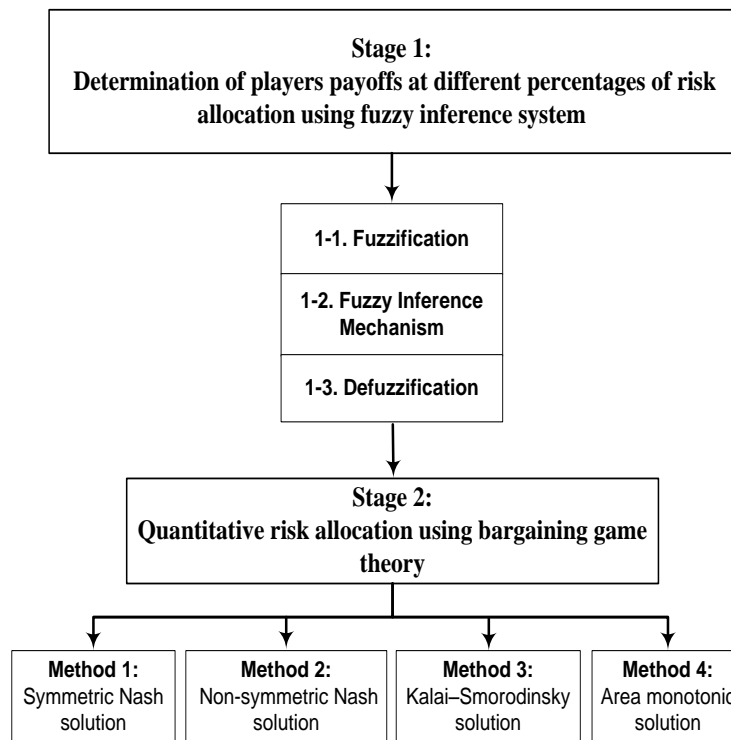 Stage 1:
Determination of players payoffs at different percentages of risk
allocation using fuzzy inference system
1-1. Fuzzification
1-2. Fuzzy Inference
Mechanism
1-3. Defuzzification
Stage 2:
Quantitative risk allocation using bargaining game
theory
Method 1:
Symmetric Nash
solution
Method 2:
Non-symmetric Nash
solution
Method 3:
Kalai–Smorodinsky
solution
Method 4:
Area monotonic
solution